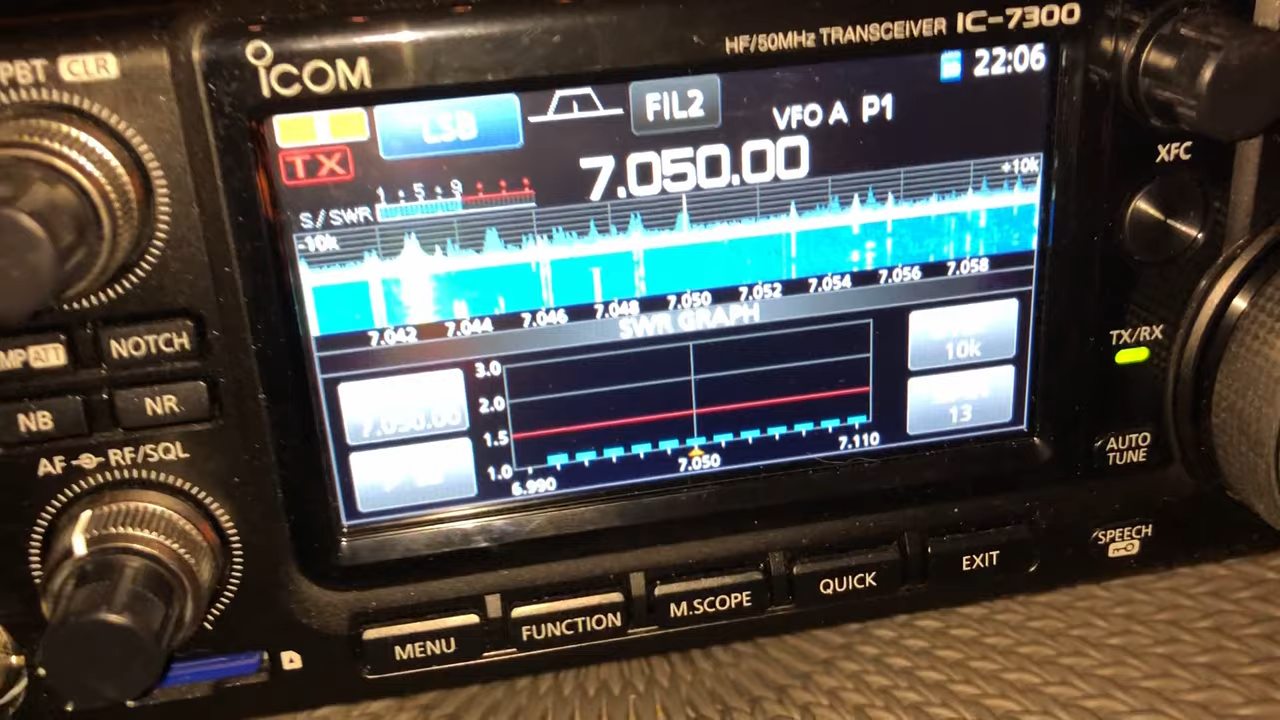 HF/50MHz TRANSCEIVER IC-7300
PBT CLR
ICOM
22:06
LSB
FIL2
VFO A P1
TX
7.050.00
1 5 9
S/SWR
-10k
+10k
XFC
7.042 7.044 7.046 7.048 7.050 7.052 7.054 7.056 7.058
SWR GRAPH
ATT
NOTCH
NB
NR
AF RF/SQL
7.050.00
3.0
2.0
1.5
1.0
6.990 7.050 7.110
10k
13
TX/RX
AUTO
TUNE
SPEECH
MENU
FUNCTION
M.SCOPE
QUICK
EXIT